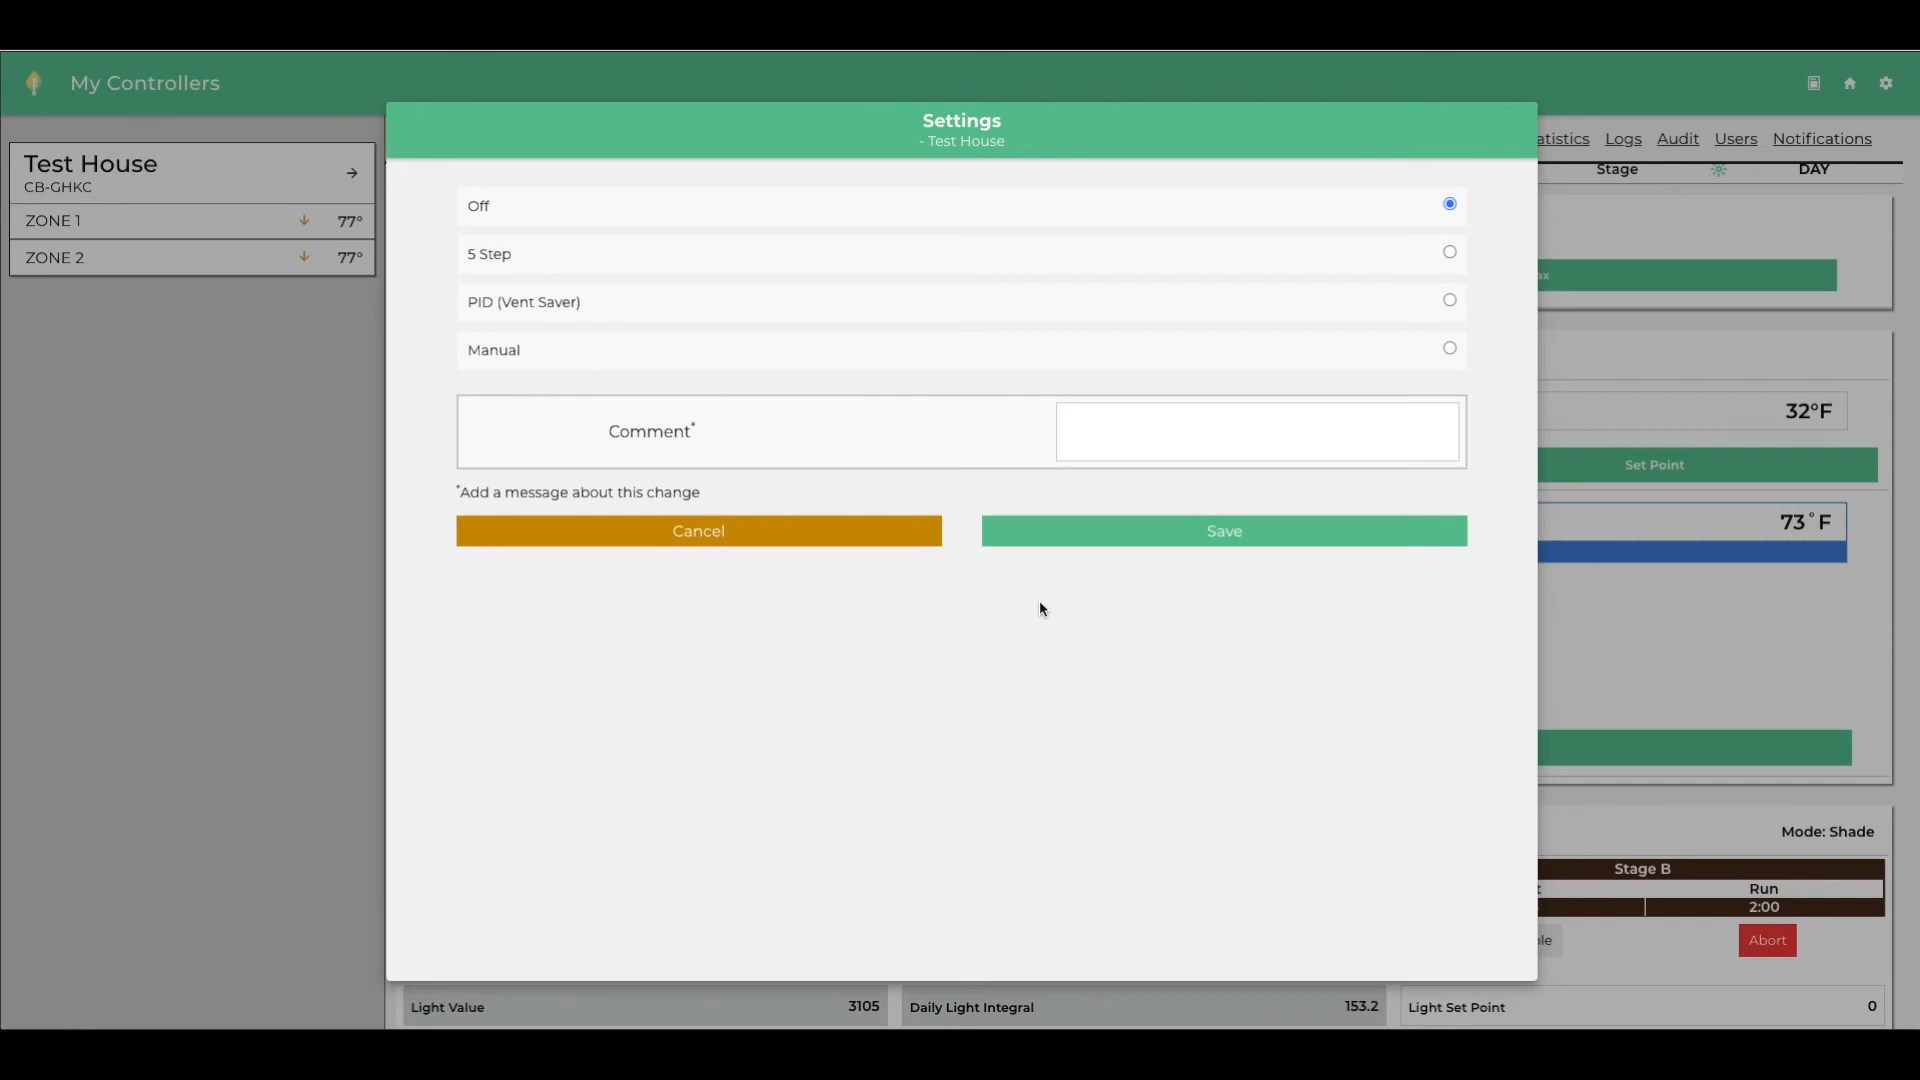 My Controllers
Settings
- Test House
Test House
CB-GHKC
ZONE 1 77°
ZONE 2 77°
Logs Audit Users Notifications
Stage DAY
Off
5 Step
PID (Vent Saver)
Manual
Comment*
*Add a message about this change
Cancel Save
32°F
Set Point
73°F
Mode: Shade
Stage B
Run
2:00
Abort
Light Value 3105 Daily Light Integral 153.2 Light Set Point 0